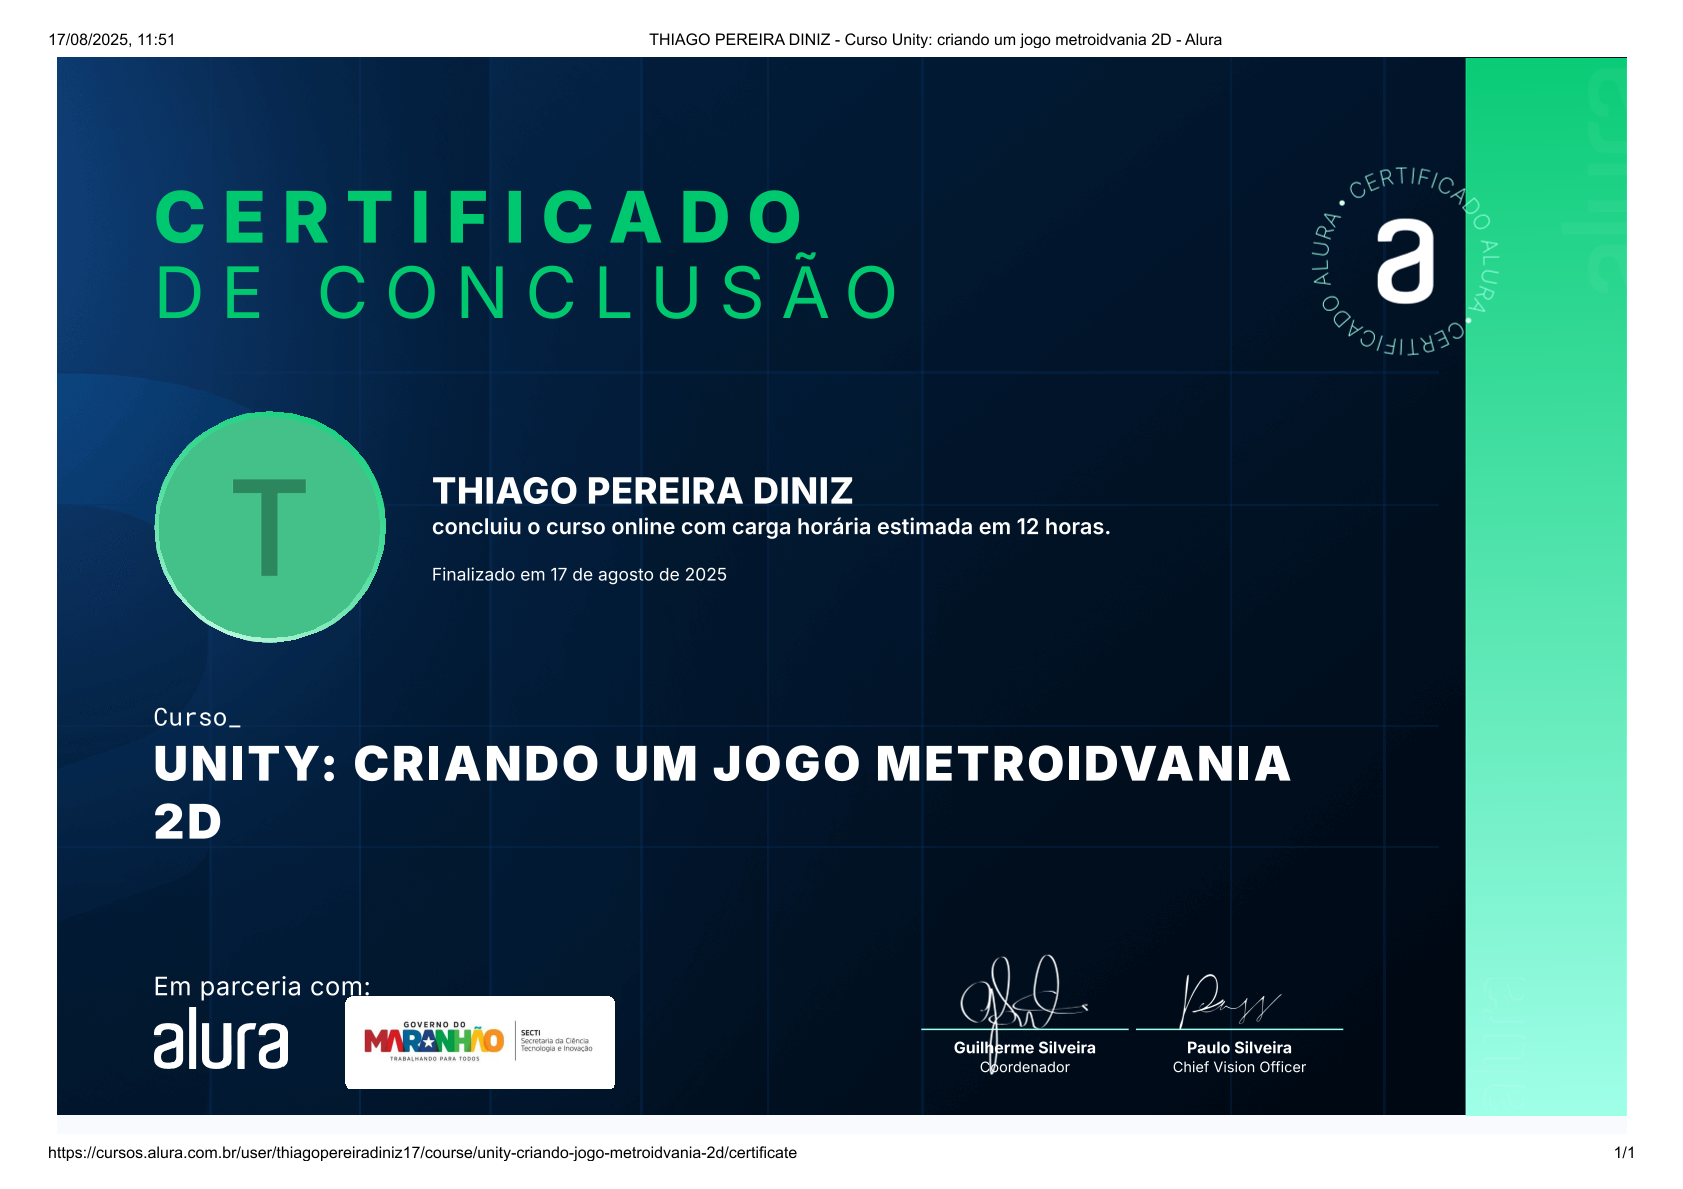 17/08/2025, 11:51
THIAGO PEREIRA DINIZ - Curso Unity: criando um jogo metroidvania 2D - Alura
CERTIFICADO
DE CONCLUSÃO
CERTIFICADO ALURA • CERTIFICADO ALURA •
a
alura
T
THIAGO PEREIRA DINIZ
concluiu o curso online com carga horária estimada em 12 horas.
Finalizado em 17 de agosto de 2025
Curso_
UNITY: CRIANDO UM JOGO METROIDVANIA
2D
Em parceria com:
alura
GOVERNO DO
MARANHÃO
TRABALHANDO PARA TODOS
SECTI
Secretaria da Ciência
Tecnologia e Inovação
Guilherme Silveira
Coordenador
Paulo Silveira
Chief Vision Officer
alura
https://cursos.alura.com.br/user/thiagopereiradiniz17/course/unity-criando-jogo-metroidvania-2d/certificate
1/1